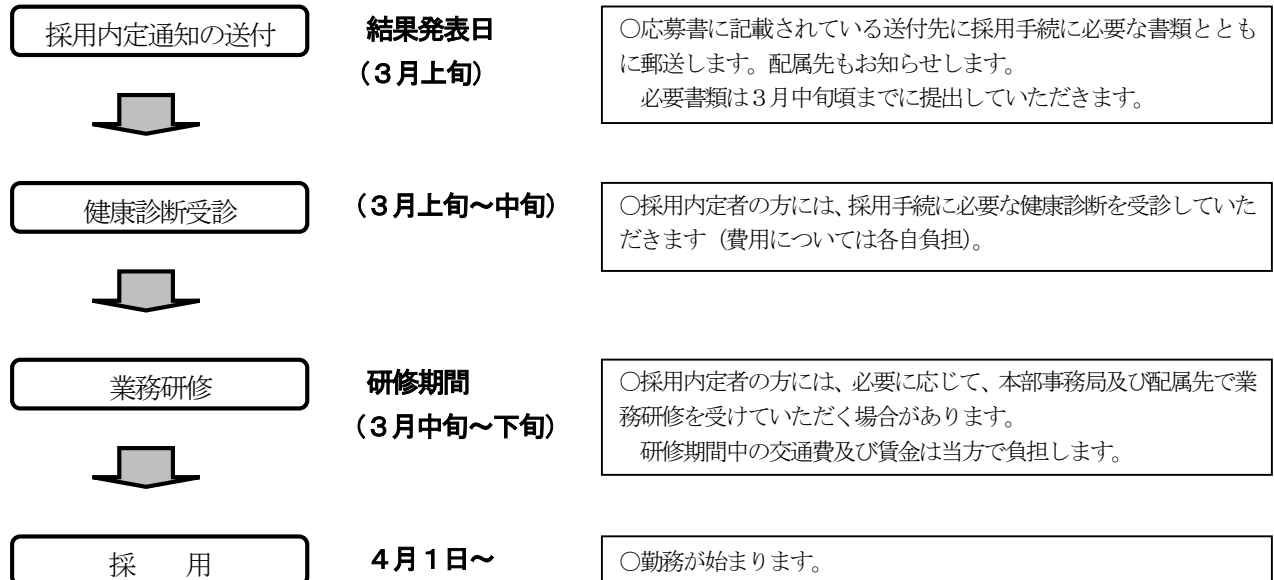 採用内定通知の送付
結果発表日
(３月上旬)
○応募書に記載されている送付先に採用手続に必要な書類ととも
に郵送します。配属先もお知らせします。
必要書類は３月中旬頃までに提出していただきます。
健康診断受診
(３月上旬～中旬)
○採用内定者の方には、採用手続に必要な健康診断を受診していた
だきます（費用については各自負担）。
業務研修
研修期間
(３月中旬～下旬)
○採用内定者の方には、必要に応じて、本部事務局及び配属先で業
務研修を受けていただく場合があります。
研修期間中の交通費及び賃金は当方で負担します。
採　　用
４月１日～
○勤務が始まります。